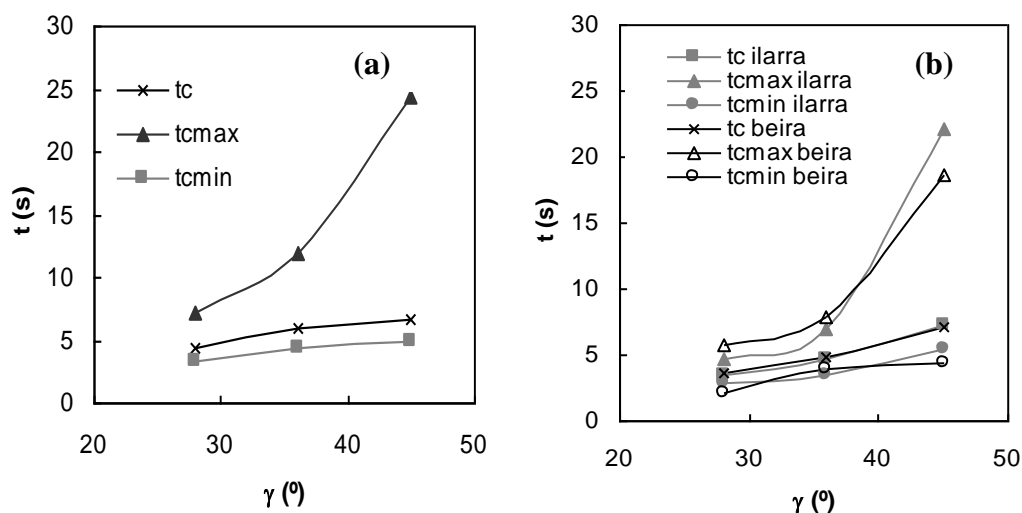 (a)
tc
tcmax
tcmin
30
25
20
15
10
5
0
t (s)
20 30 40 50
γ (º)
(b)
tc ilarra
tcmax ilarra
tcmin ilarra
tc beira
tcmax beira
tcmin beira
30
25
20
15
10
5
0
t (s)
20 30 40 50
γ (º)